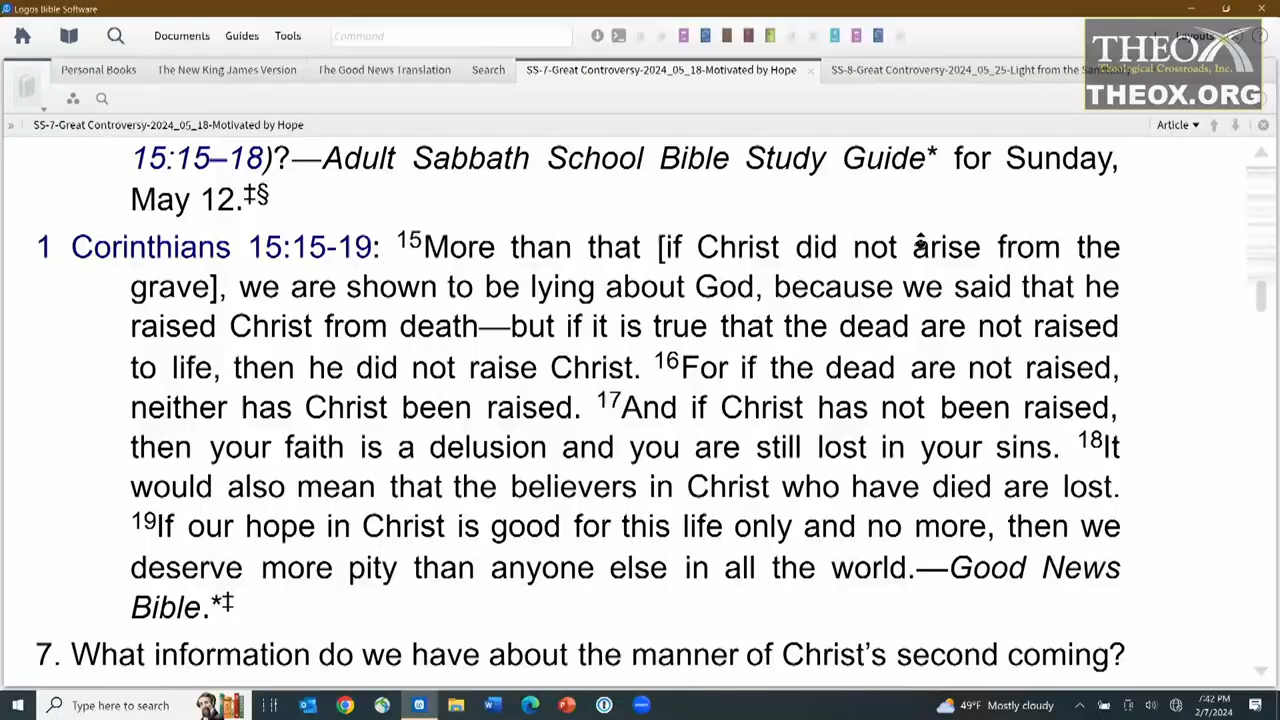 Logos Bible Software
Documents Guides Tools Command
THEOX
Theological Crossroads, Inc.
THEOX.ORG
Personal Books The New King James Version The Good News Search SS-7-Great Controversy-2024_05_18-Motivated by Hope SS-8-Great Controversy-2024_05_25-Light from the
SS-7-Great Controversy-2024_05_18-Motivated by Hope Article
15:15–18)?—Adult Sabbath School Bible Study Guide* for Sunday,
May 12.‡§
1 Corinthians 15:15-19: 15More than that [if Christ did not arise from the
grave], we are shown to be lying about God, because we said that he
raised Christ from death—but if it is true that the dead are not raised
to life, then he did not raise Christ. 16For if the dead are not raised,
neither has Christ been raised. 17And if Christ has not been raised,
then your faith is a delusion and you are still lost in your sins. 18It
would also mean that the believers in Christ who have died are lost.
19If our hope in Christ is good for this life only and no more, then we
deserve more pity than anyone else in all the world.—Good News
Bible.*‡
7. What information do we have about the manner of Christ's second coming?
Type here to search
49°F Mostly cloudy
7:42 PM
2/7/2024